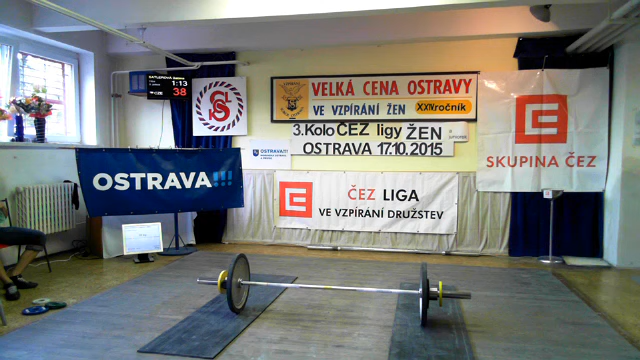 1:13
38
VELKÁ CENA OSTRAVY
VE VZPÍRÁNÍ ŽEN
XXIV.ročník
3.Kolo ČEZ ligy ŽEN
OSTRAVA 17.10.2015
OSTRAVA!!!
OSTRAVA!!!
SKUPINA ČEZ
ČEZ LIGA
VE VZPÍRÁNÍ DRUŽSTEV